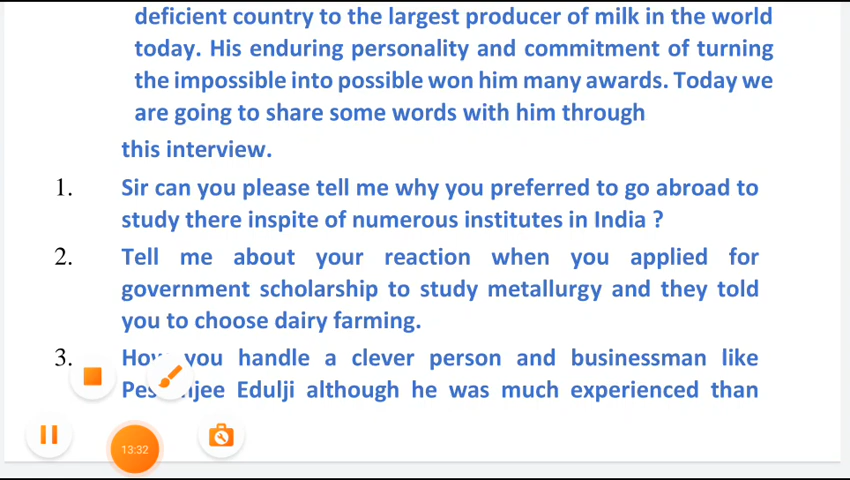 deficient country to the largest producer of milk in the world
today. His enduring personality and commitment of turning
the impossible into possible won him many awards. Today we
are going to share some words with him through
this interview.
1. Sir can you please tell me why you preferred to go abroad to
study there inspite of numerous institutes in India ?
2. Tell me about your reaction when you applied for
government scholarship to study metallurgy and they told
you to choose dairy farming.
3. How you handle a clever person and businessman like
Edulji although he was much experienced than
13:32